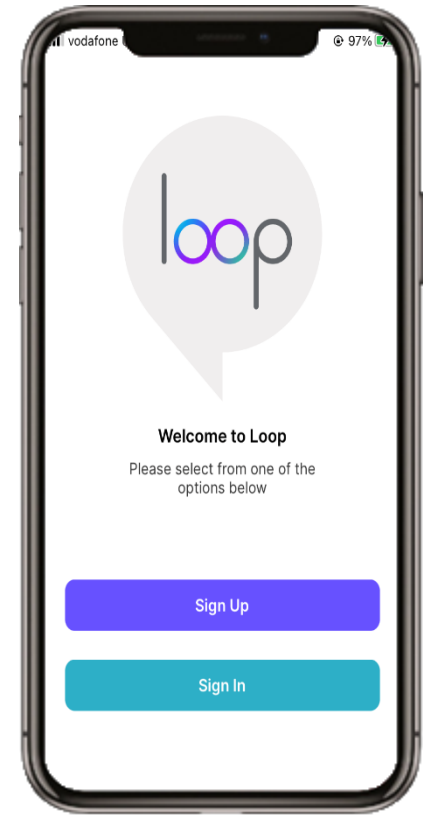 vodafone
97%
loop
Welcome to Loop
Please select from one of the
options below
Sign Up
Sign In